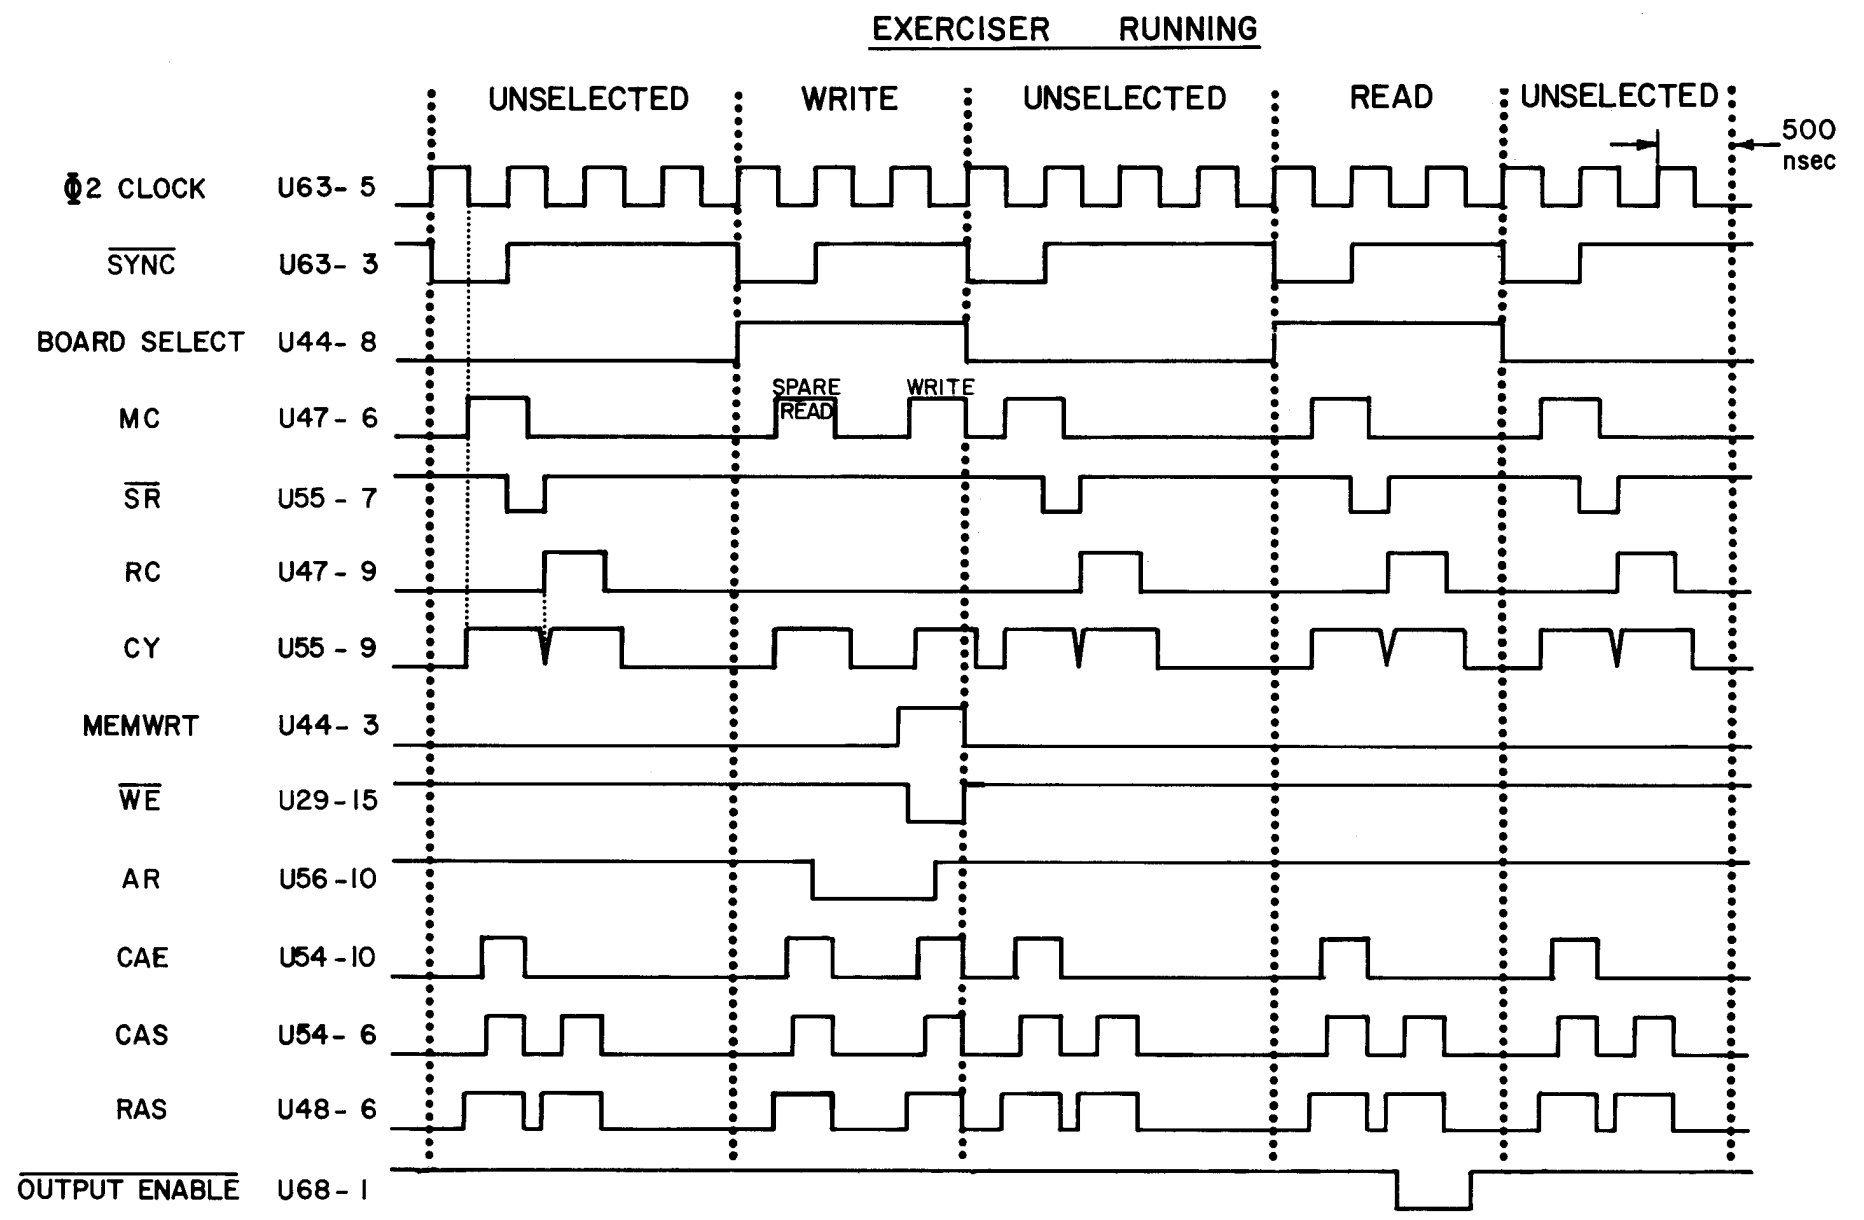 EXERCISER RUNNING
UNSELECTED WRITE UNSELECTED READ UNSELECTED
500
nsec
Φ2 CLOCK U63-5
SYNC U63-3
BOARD SELECT U44-8
SPARE WRITE
READ
MC U47-6
SR U55-7
RC U47-9
CY U55-9
MEMWRT U44-3
WE U29-15
AR U56-10
CAE U54-10
CAS U54-6
RAS U48-6
OUTPUT ENABLE U68-1